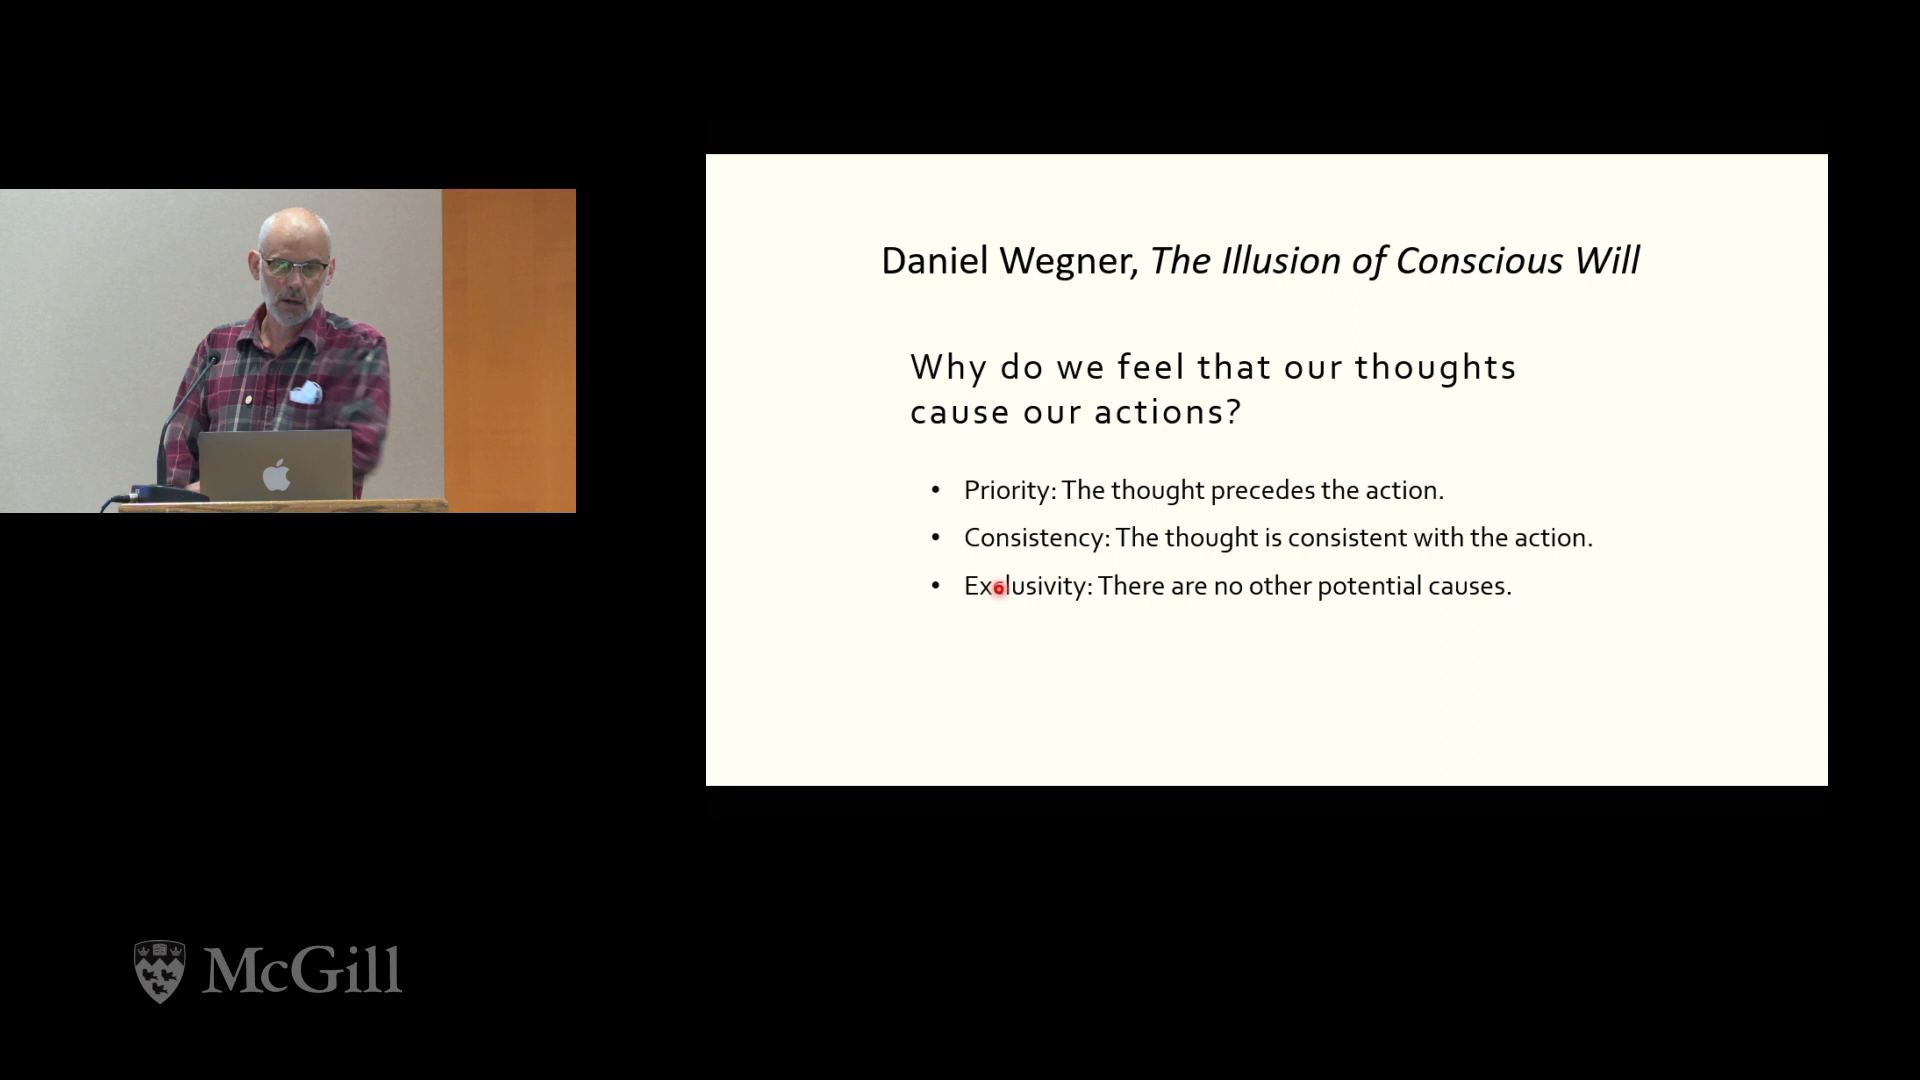 Daniel Wegner, The Illusion of Conscious Will
Why do we feel that our thoughts
cause our actions?
• Priority: The thought precedes the action.
• Consistency: The thought is consistent with the action.
• Exclusivity: There are no other potential causes.
McGill